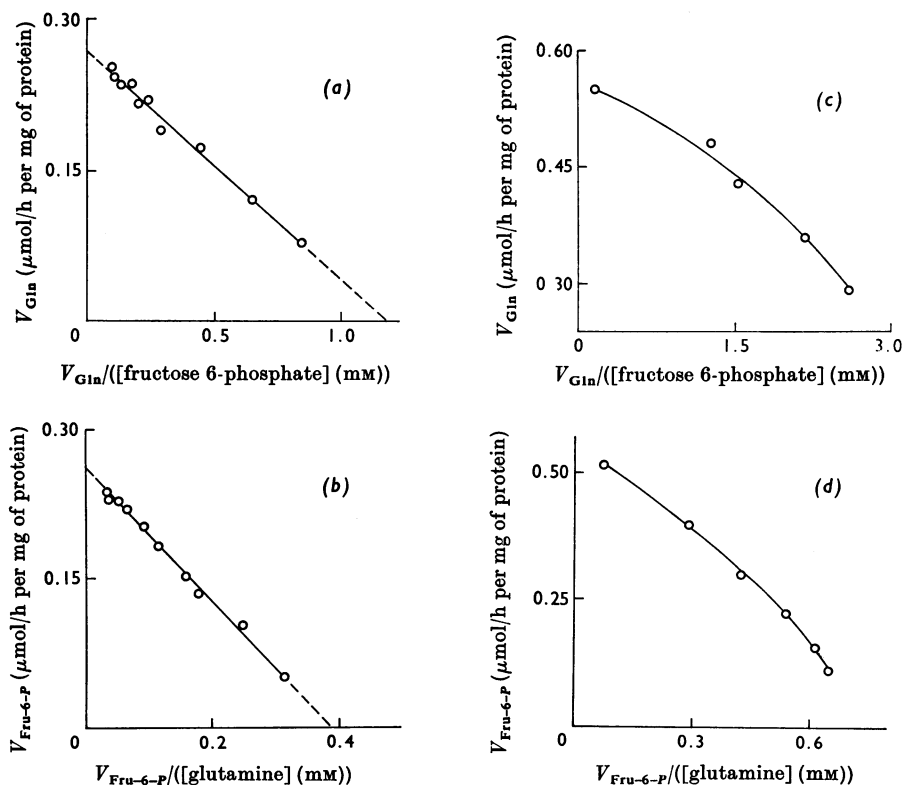 0.30
0.15
0
0.5
1.0
(a)
V_Gln (μmol/h per mg of protein)
V_Gln/([fructose 6-phosphate] (mM))
0.60
0.45
0 30
0
1.5
3.0
(c)
V_Gln (μmol/h per mg of protein)
V_Gln/([fructose 6-phosphate] (mM))
0.30
0.15
0
0.2
0.4
(b)
V_Fru-6-P (μmol/h per mg of protein)
V_Fru-6-P/([glutamine] (mM))
0.50
0.25
0
0.3
0.6
(d)
V_Fru-6-P (μmol/h per mg of protein)
V_Fru-6-P/([glutamine] (mM))